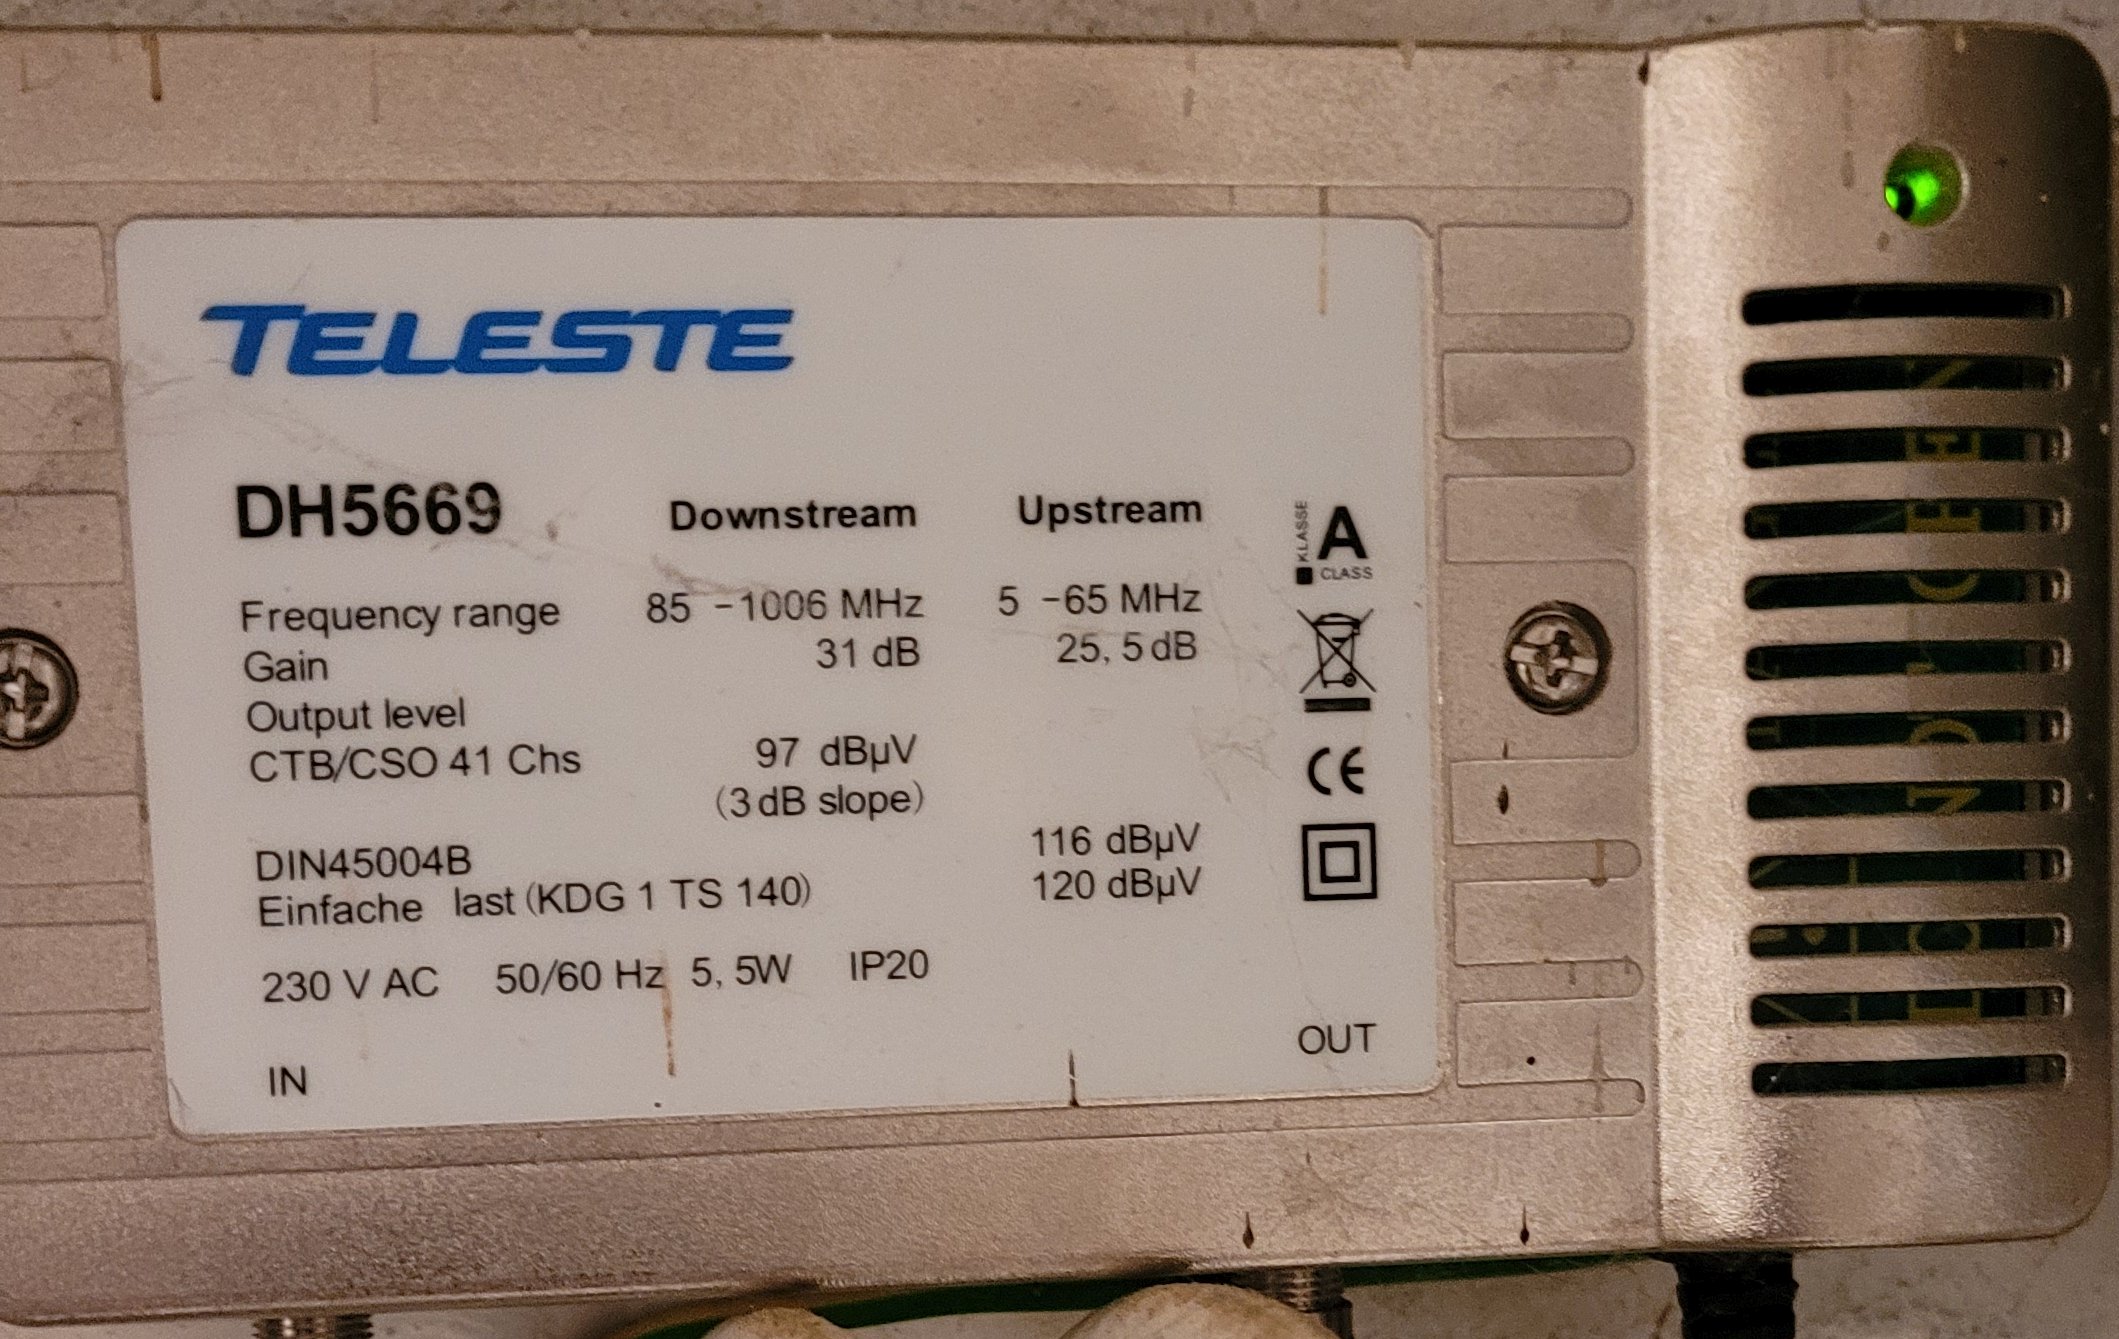 TELESTE
DH5669 Downstream Upstream
KLASSE A
CLASS
Frequency range 85 -1006 MHz 5 -65 MHz
Gain 31 dB 25, 5 dB
Output level
CTB/CSO 41 Chs 97 dBµV
(3 dB slope)
CE
DIN45004B 116 dBµV
Einfache last (KDG 1 TS 140) 120 dBµV
230 V AC 50/60 Hz 5, 5W IP20
IN OUT